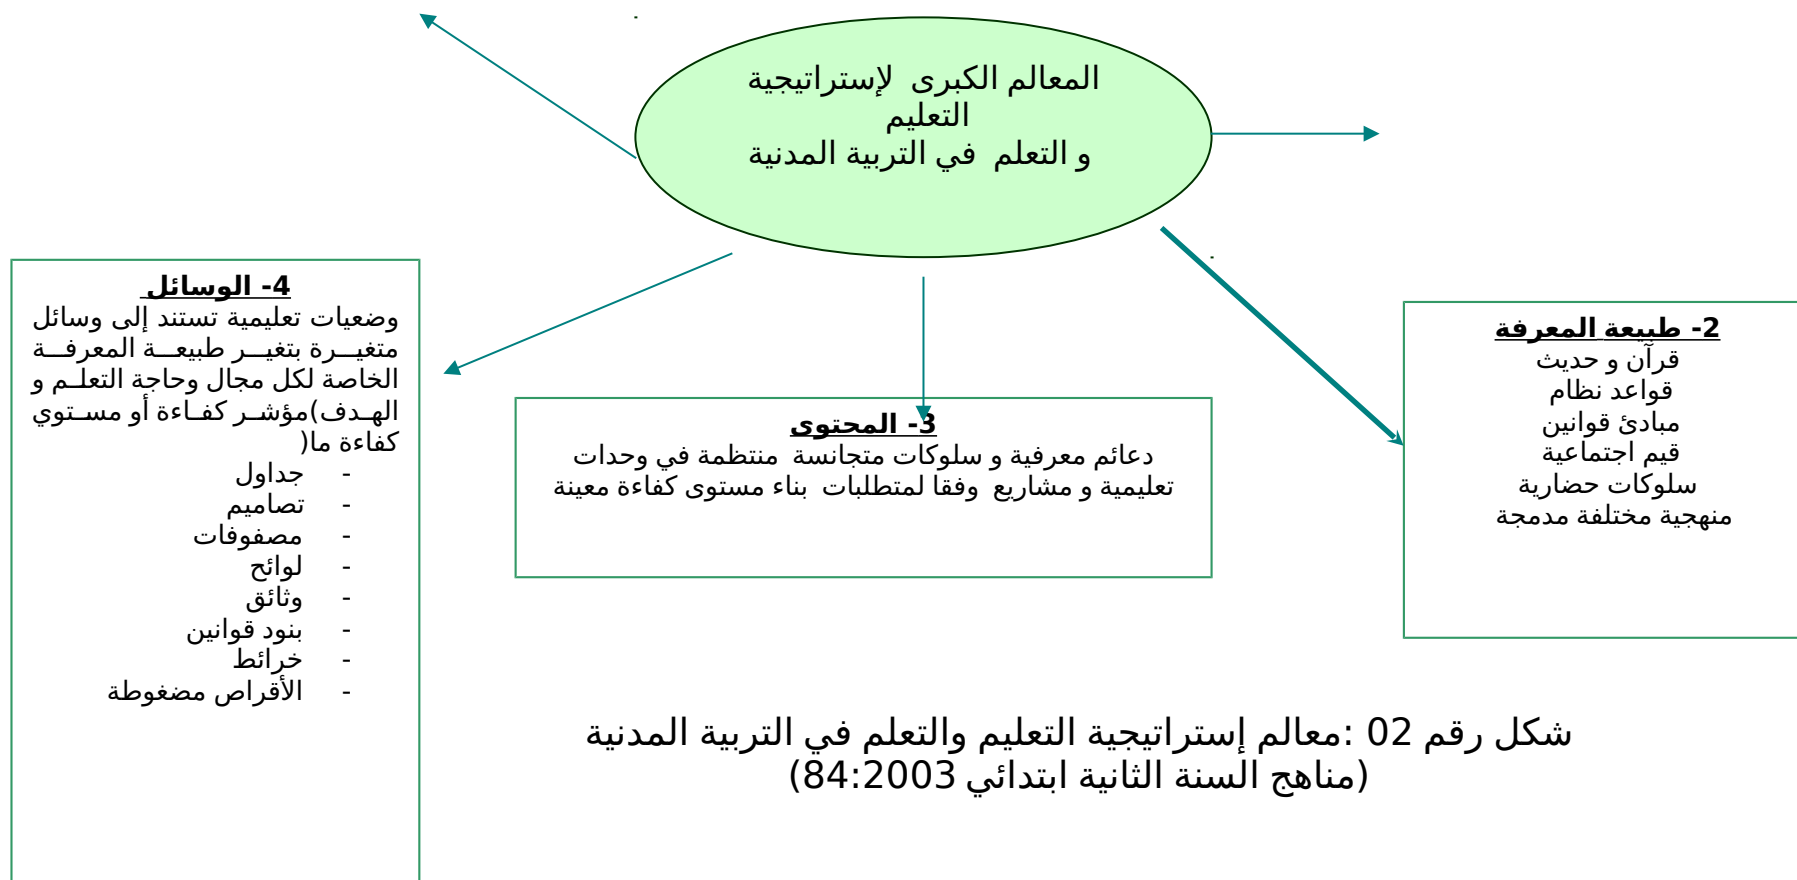 المعالم الكبرى لإستراتيجية
التعليم
و التعلم في التربية المدنية
2- طبيعة المعرفة
قرآن و حديث
قواعد نظام
مبادئ قوانين
قيم اجتماعية
سلوكات حضارية
منهجية مختلفة مدمجة
3- المحتوى
دعائم معرفية و سلوكات متجانسة منتظمة في وحدات
تعليمية و مشاريع وفقا لمتطلبات بناء مستوى كفاءة معينة
4- الوسائل
وضعيات تعليمية تستند إلى وسائل
متغيرة بتغير طبيعة المعرفة
الخاصة لكل مجال وحاجة التعلم و
الهدف)مؤشر كفاءة أو مستوي
كفاءة ما(
- جداول
- تصاميم
- مصفوفات
- لوائح
- وثائق
- بنود قوانين
- خرائط
- الأقراص مضغوطة
شكل رقم 02 :معالم إستراتيجية التعليم والتعلم في التربية المدنية
(مناهج السنة الثانية ابتدائي 84:2003)